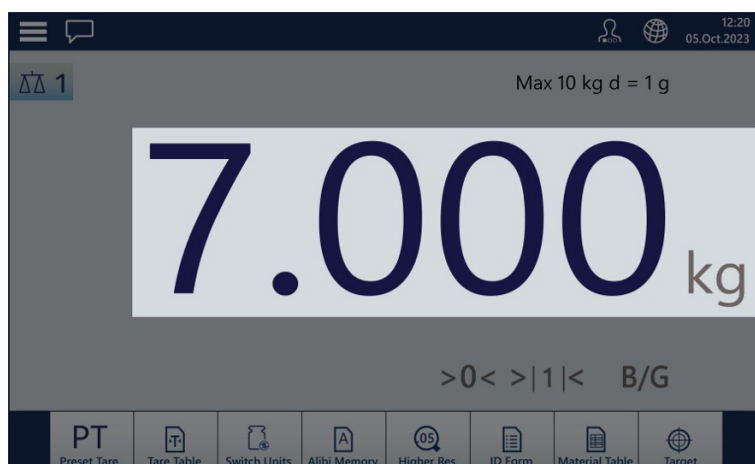 12:20
05.Oct.2023
1
Max 10 kg d = 1 g
7.000 kg
>0< >|1|< B/G
PT
Preset Tare
T
Tare Table
Switch Units
A
Alibi Memory
05
Higher Res.
ID Form
Material Table
Target